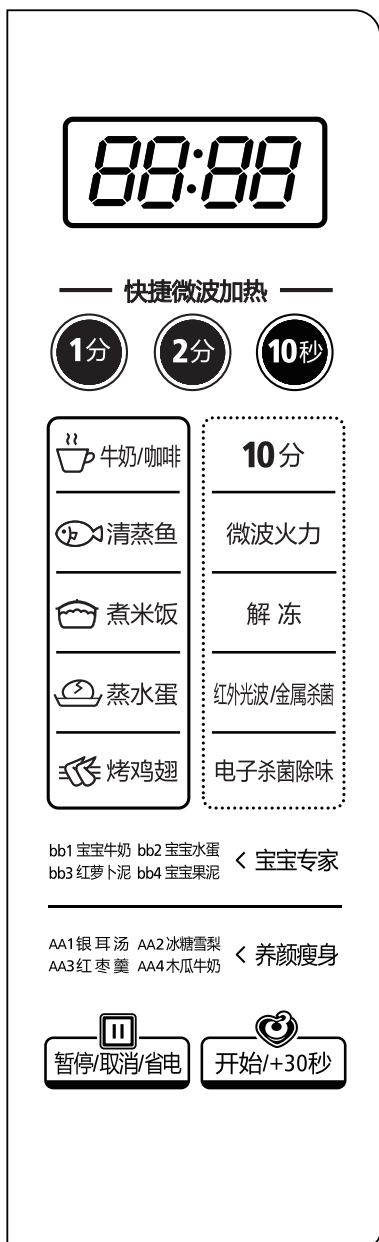 88:88
快捷微波加热
1分 2分 10秒
牛奶/咖啡 10分
清蒸鱼 微波火力
煮米饭 解冻
蒸水蛋 红外光波/金属杀菌
烤鸡翅 电子杀菌除味
bb1 宝宝牛奶 bb2 宝宝水蛋
bb3 红萝卜泥 bb4 宝宝果泥
< 宝宝专家
AA1 银耳汤 AA2 冰糖雪梨
AA3 红枣羹 AA4 木瓜牛奶
< 养颜瘦身
暂停/取消/省电 开始/+30秒